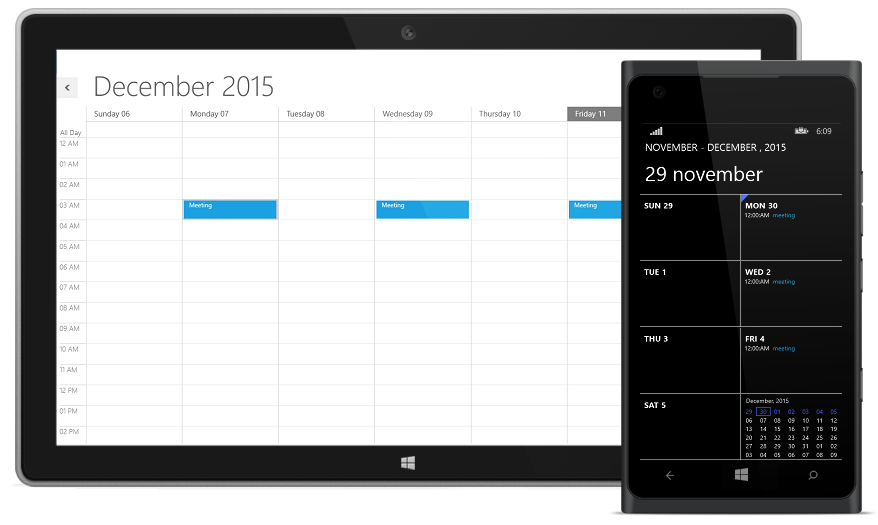 December 2015
Sunday 06 Monday 07 Tuesday 08 Wednesday 09 Thursday 10 Friday 11
All Day
12 AM
01 AM
02 AM
03 AM Meeting Meeting Meeting
04 AM
05 AM
06 AM
07 AM
08 AM
09 AM
10 AM
11 AM
12 PM
01 PM
02 PM
6:09
NOVEMBER - DECEMBER , 2015
29 november
SUN 29 MON 30
12:00AM meeting
TUE 1 WED 2
12:00AM meeting
THU 3 FRI 4
12:00AM meeting
SAT 5
December, 2015
29 30 01 02 03 04 05
06 07 08 09 10 11 12
13 14 15 16 17 18 19
20 21 22 23 24 25 26
27 28 29 30 31 01 02
03 04 05 06 07 08 09